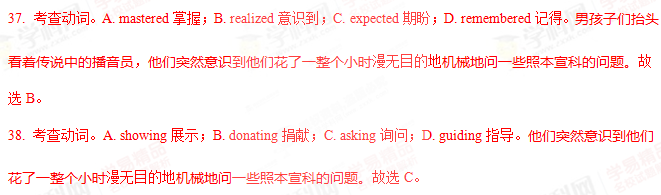 37. 考查动词。A. mastered 掌握；B. realized 意识到；C. expected 期盼；D. remembered 记得。男孩子们抬头
看着传说中的播音员，他们突然意识到他们花了一整个小时漫无目的地机械地问一些照本宣科的问题。故
选 B。
38. 考查动词。A. showing 展示；B. donating 捐献；C. asking 询问；D. guiding 指导。他们突然意识到他们
花了一整个小时漫无目的地机械地问一些照本宣科的问题。故选 C。